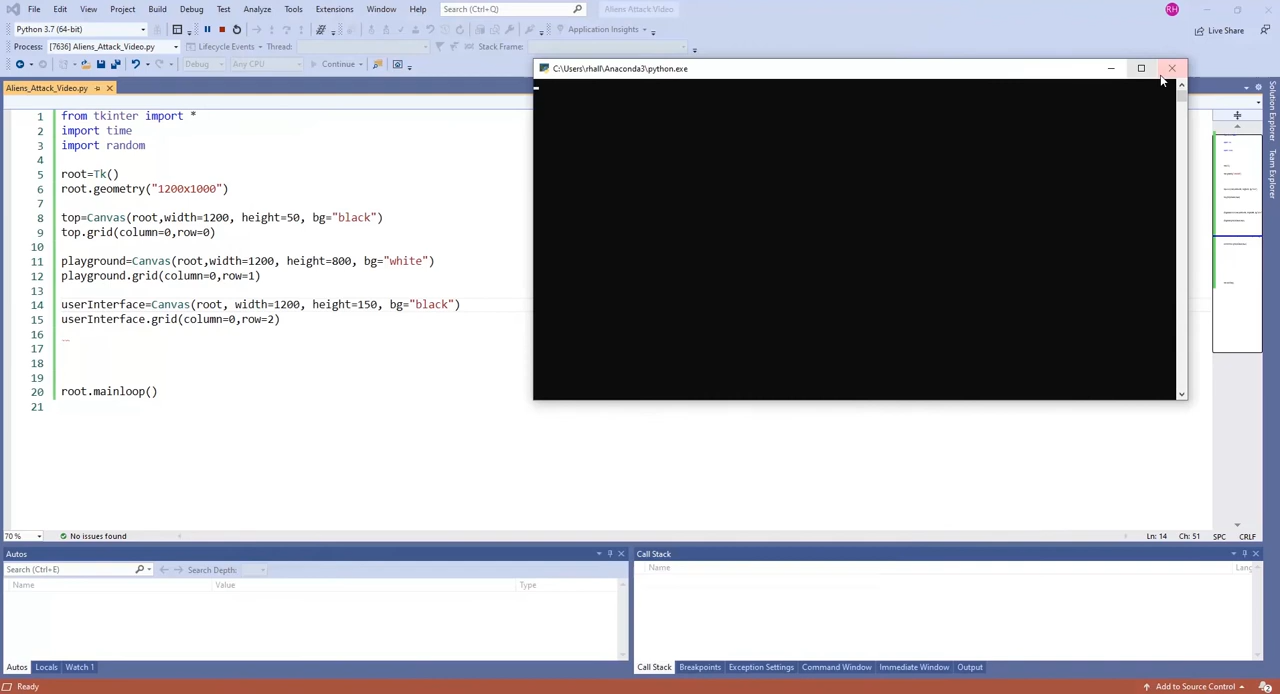 File Edit View Project Build Debug Test Analyze Tools Extensions Window Help Search (Ctrl+Q) Aliens Attack Video RH
Python 3.7 (64-bit) Application Insights Live Share
Process: [7636] Aliens_Attack_Video.py Lifecycle Events Thread: Stack Frame:
Debug Any CPU Continue
C:\Users\rhall\Anaconda3\python.exe
Aliens_Attack_Video.py
Solution Explorer
Team Explorer
1 from tkinter import *
2 import time
3 import random
4
5 root=Tk()
6 root.geometry("1200x1000")
7
8 top=Canvas(root,width=1200, height=50, bg="black")
9 top.grid(column=0,row=0)
10
11 playground=Canvas(root,width=1200, height=800, bg="white")
12 playground.grid(column=0,row=1)
13
14 userInterface=Canvas(root, width=1200, height=150, bg="black")
15 userInterface.grid(column=0,row=2)
16
17
18
19
20 root.mainloop()
21
70 % No issues found Ln: 14 Ch: 51 SPC CRLF
Autos Call Stack
Search (Ctrl+E) Search Depth: Name
Name Value Type
Autos Locals Watch 1 Call Stack Breakpoints Exception Settings Command Window Immediate Window Output
Ready Add to Source Control